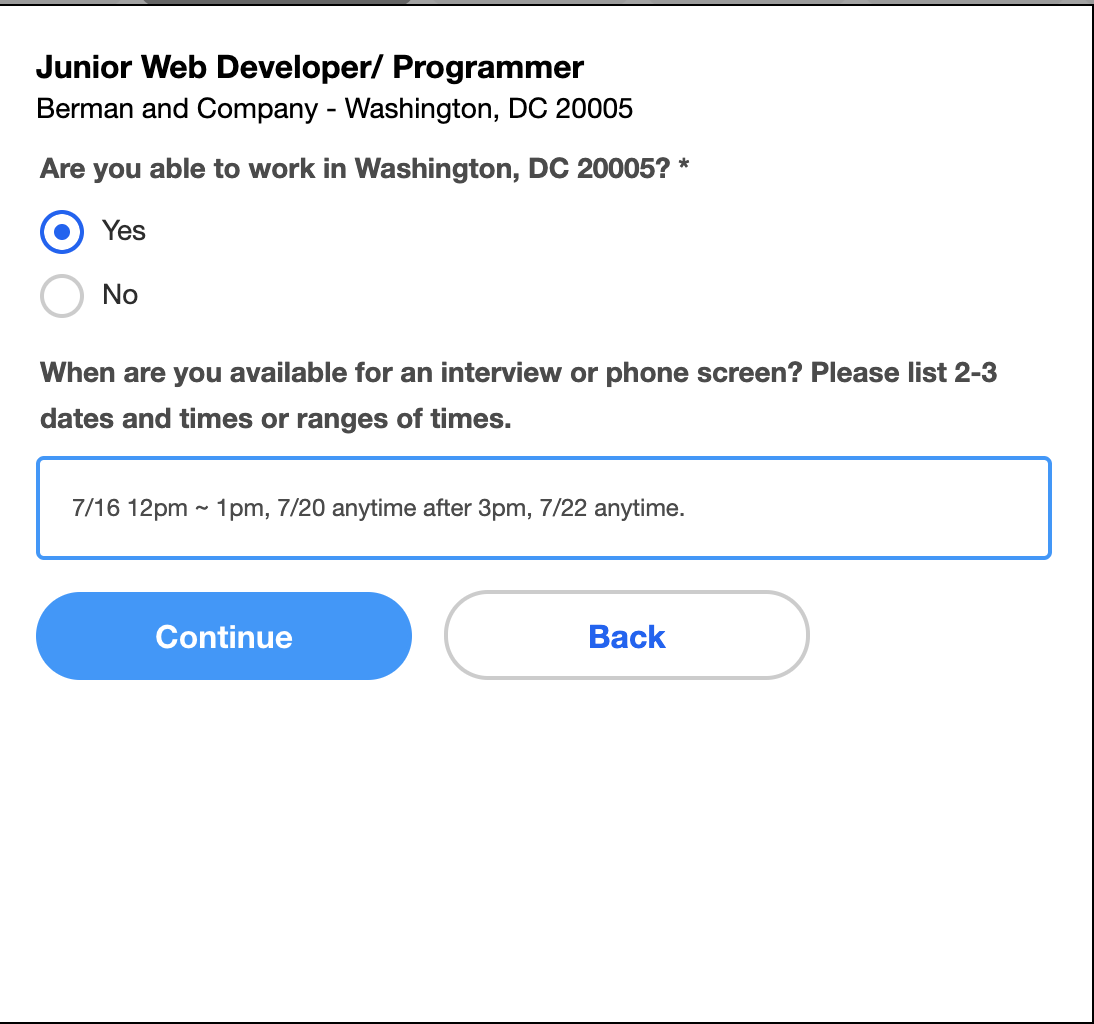 Junior Web Developer/ Programmer
Berman and Company - Washington, DC 20005
Are you able to work in Washington, DC 20005? *
Yes
No
When are you available for an interview or phone screen? Please list 2-3
dates and times or ranges of times.
7/16 12pm ~ 1pm, 7/20 anytime after 3pm, 7/22 anytime.
Continue
Back